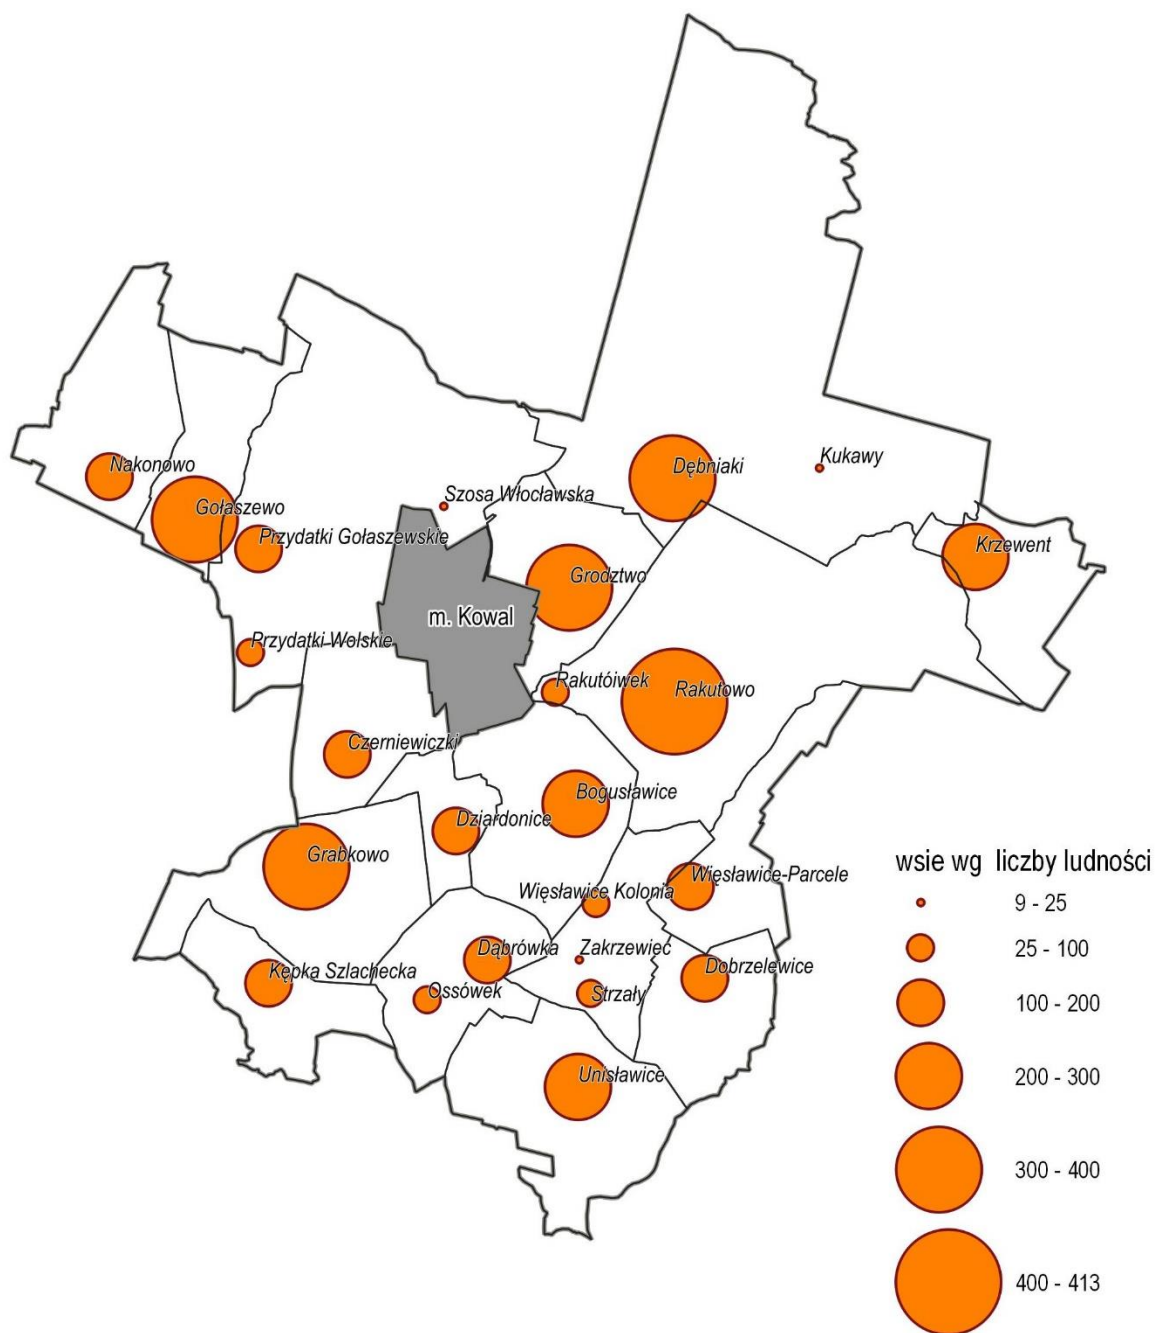 Kukawy
Dębniaki
Nakonowo
Szosa Włocławska
Gołaszewo
Przydatki Gołaszewskie
Krzewent
Grodztwo
m. Kowal
Przydatki Wolskie
Rakutóiwek
Rakutowo
Czerniewiczki
Bogusławice
Dziardonice
Grabkowo
Więsławice-Parcele
Więsławice Kolonia
Dąbrówka
Zakrzewiec
Dobrzelewice
Kępka Szlachecka
Ossówek
Strzały
Unisławice
wsie wg liczby ludności
9 - 25
25 - 100
100 - 200
200 - 300
300 - 400
400 - 413